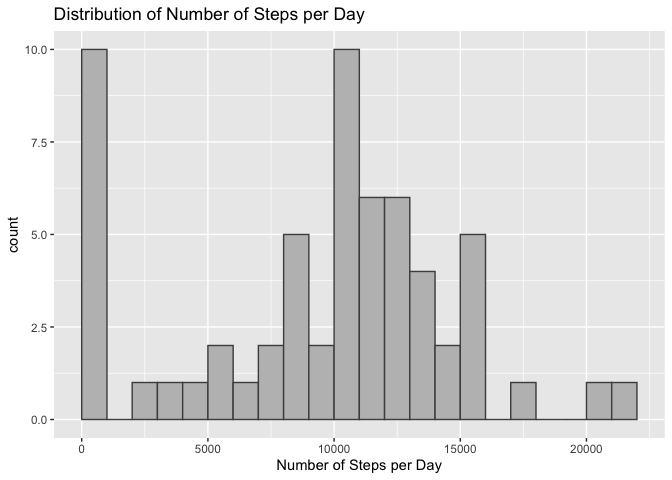 Distribution of Number of Steps per Day
10.0
7.5
5.0
2.5
0.0
count
0 5000 10000 15000 20000
Number of Steps per Day